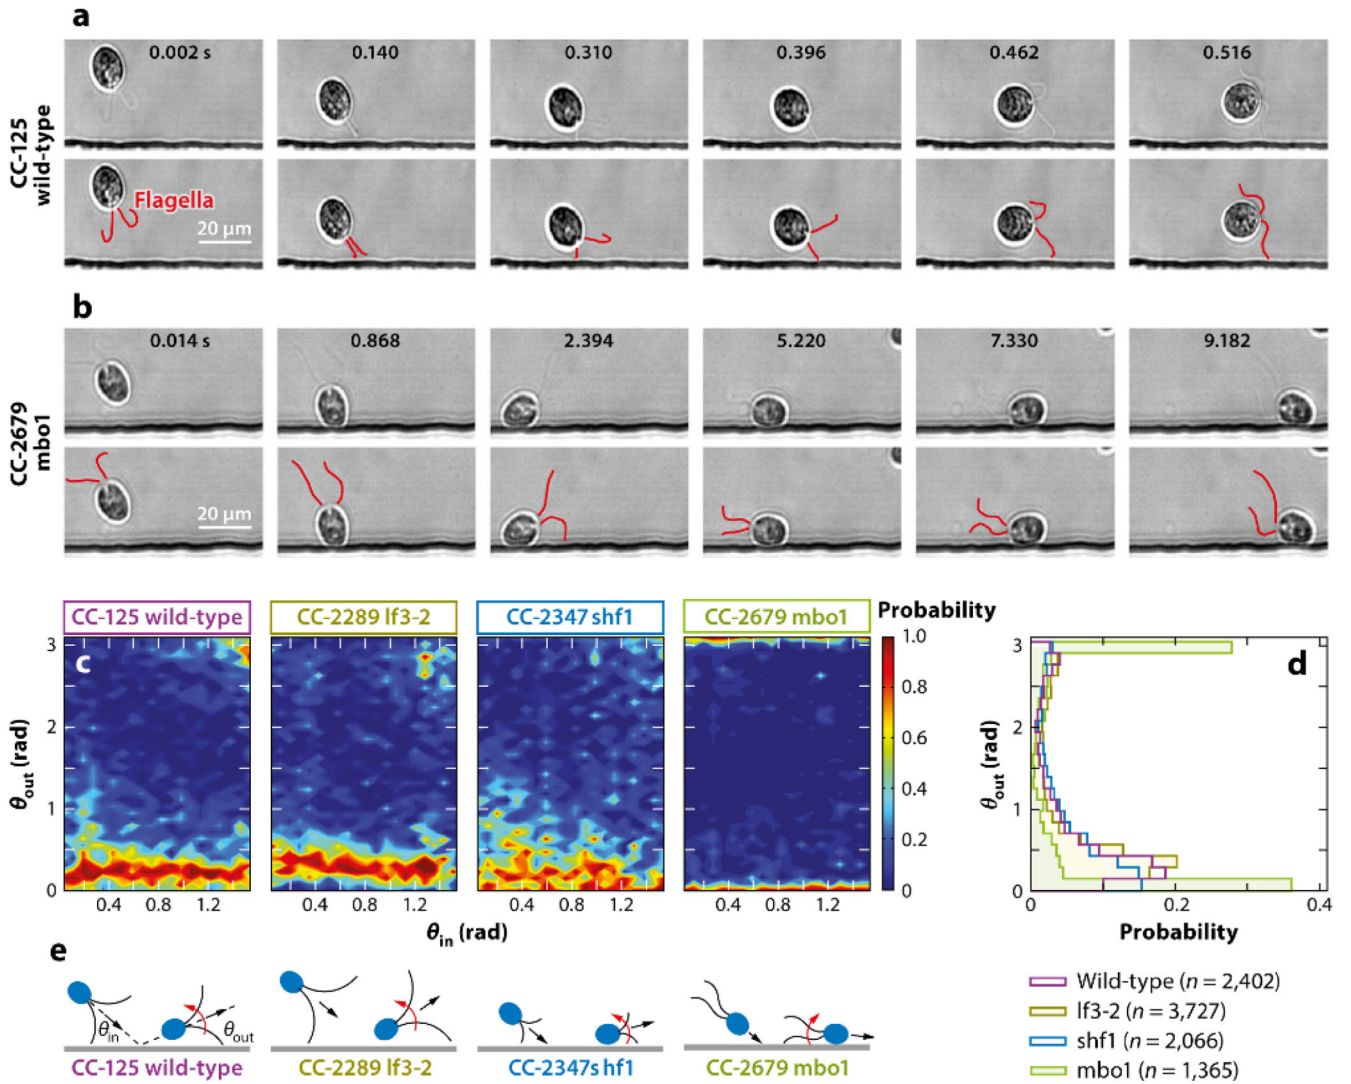 a
CC-125
wild-type
0.002 s 0.140 0.310 0.396 0.462 0.516
Flagella
20 µm
b
CC-2679
mbo1
0.014 s 0.868 2.394 5.220 7.330 9.182
20 µm
CC-125 wild-type CC-2289 lf3-2 CC-2347 shf1 CC-2679 mbo1 Probability
c
θout (rad)
3
2
1
0
0.4 0.8 1.2 0.4 0.8 1.2 0.4 0.8 1.2 0.4 0.8 1.2
θin (rad)
1.0
0.8
0.6
0.4
0.2
0
d
θout (rad)
3
2
1
0
0 0.2 0.4
Probability
e
θin θout
CC-125 wild-type CC-2289 lf3-2 CC-2347s hf1 CC-2679 mbo1
Wild-type (n = 2,402)
lf3-2 (n = 3,727)
shf1 (n = 2,066)
mbo1 (n = 1,365)